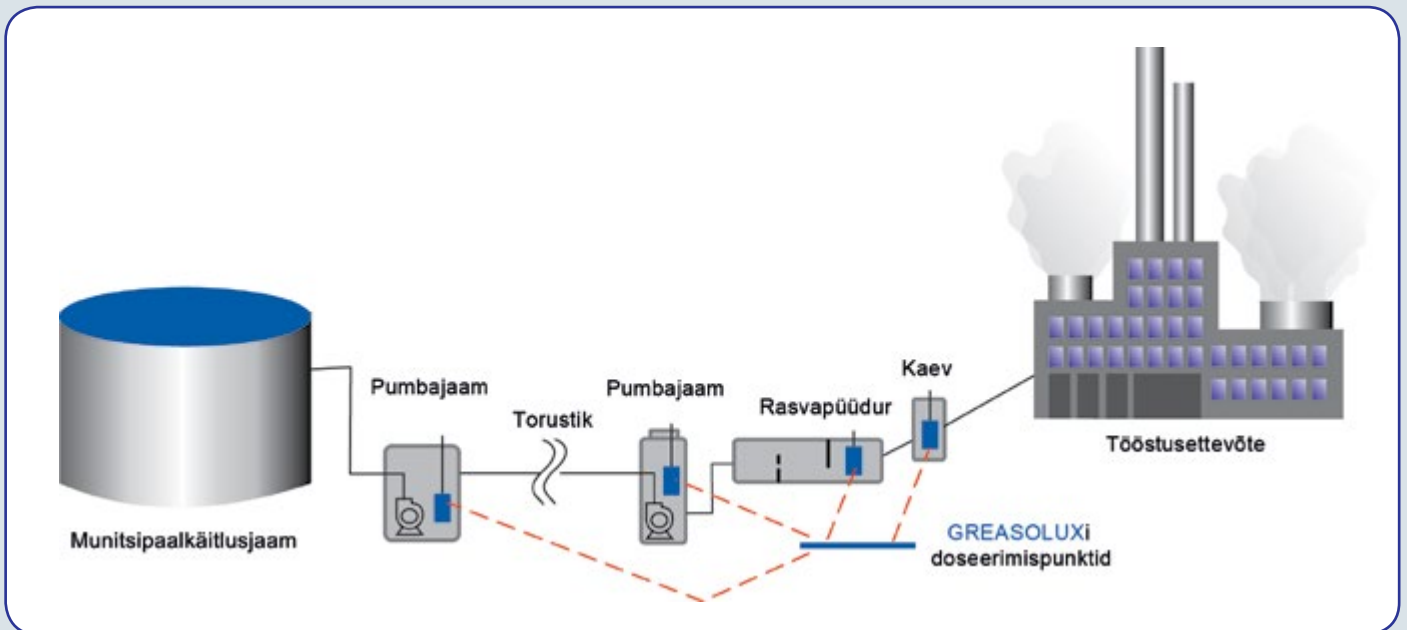 Kaev
Pumbajaam
Pumbajaam
Rasvapüüdur
Torustik
Tööstusettevõte
Munitsipaalkäitlusjaam
GREASOLUXi
doseerimispunktid